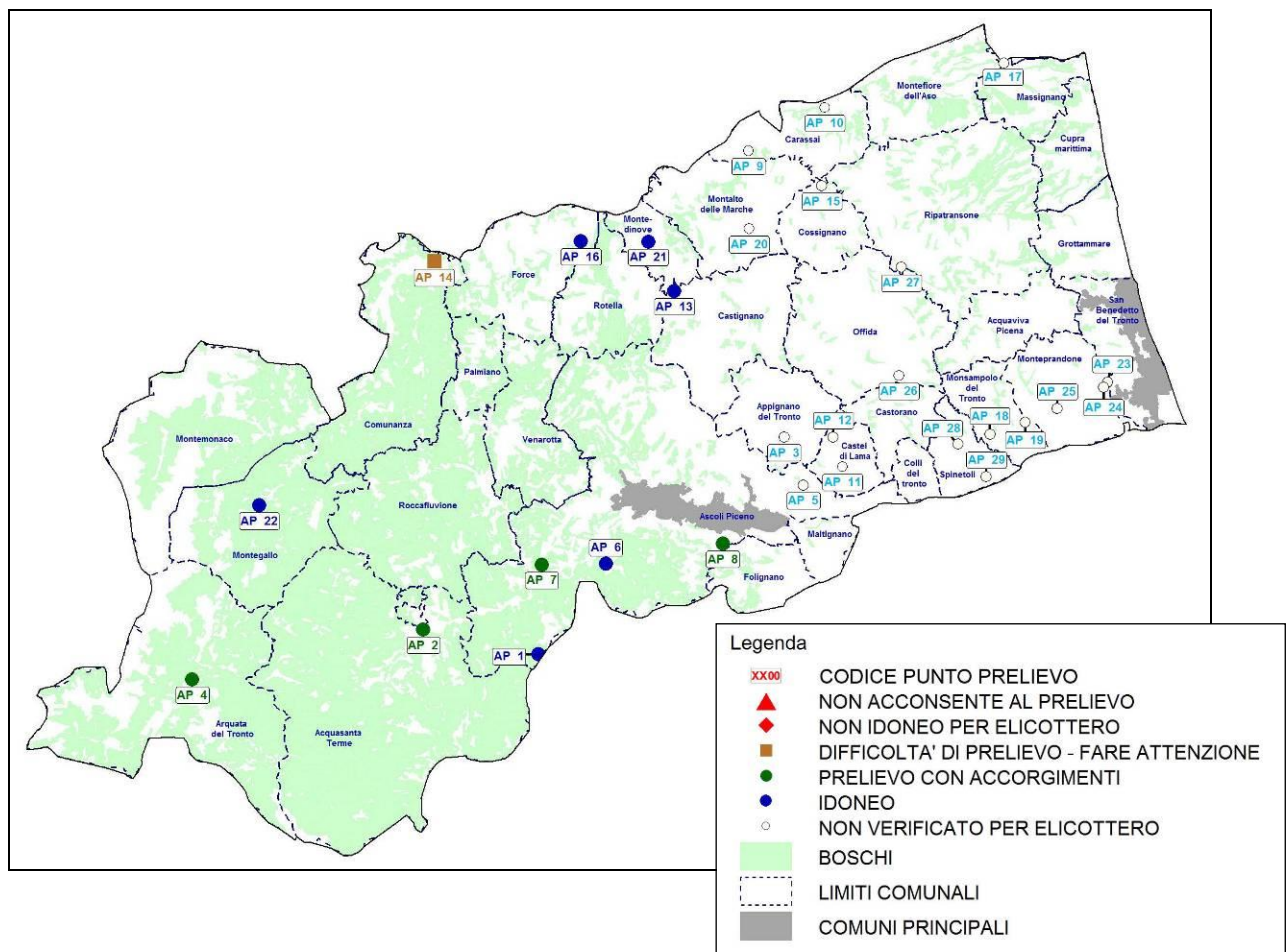 AP 17
Montefiore
dell'Aso
Massignano
AP 10
Carassai
Cupra
marittima
AP 9
AP 15
Montalto
delle Marche
Cossignano
Ripatransone
Monte-
dinove
AP 20
Grottammare
AP 16
AP 21
AP 14
Force
AP 27
AP 13
Rotella
Castignano
San
Benedetto
del Tronto
Acquaviva
Picena
Offida
Monteprandone
AP 23
Palmiano
AP 26
Monsampolo
del
Tronto
AP 25
AP 24
Appignano
del Tronto
AP 12
Castorano
AP 18
Comunanza
Montemonaco
Venarotta
AP 3
AP 28
AP 19
Castel
di Lama
AP 29
AP 11
Colli
del
tronto
Spinetoli
AP 5
Roccafluvione
AP 22
Ascoli Piceno
Maltignano
Montegallo
AP 6
AP 8
AP 7
Folignano
AP 2
AP 1
AP 4
Arquata
del Tronto
Acquasanta
Terme
Legenda
XX00 CODICE PUNTO PRELIEVO
NON ACCONSENTE AL PRELIEVO
NON IDONEO PER ELICOTTERO
DIFFICOLTA' DI PRELIEVO - FARE ATTENZIONE
PRELIEVO CON ACCORGIMENTI
IDONEO
NON VERIFICATO PER ELICOTTERO
BOSCHI
LIMITI COMUNALI
COMUNI PRINCIPALI